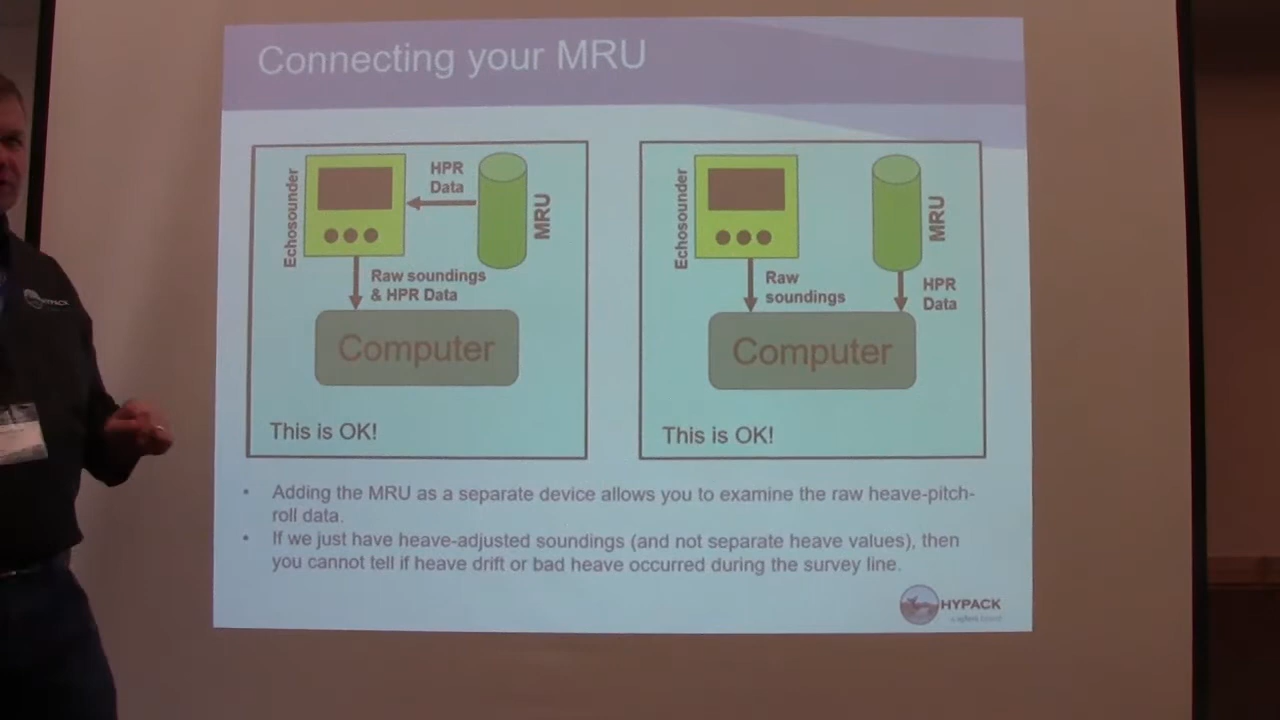 Connecting your MRU
Echosounder
HPR
Data
MRU
Raw soundings
& HPR Data
Computer
This is OK!
Echosounder
MRU
Raw
soundings
HPR
Data
Computer
This is OK!
• Adding the MRU as a separate device allows you to examine the raw heave-pitch-
roll data.
• If we just have heave-adjusted soundings (and not separate heave values), then
you cannot tell if heave drift or bad heave occurred during the survey line.
HYPACK
a xylem brand
HYPACK